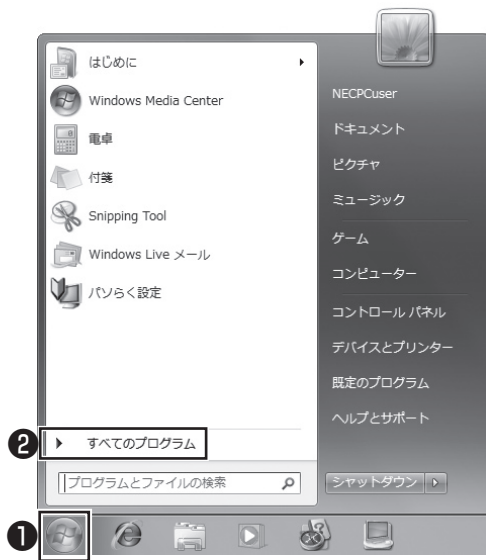 はじめに
Windows Media Center
電卓
付箋
Snipping Tool
Windows Live メール
パソらく設定
❷ すべてのプログラム
プログラムとファイルの検索
❶
NECPCuser
ドキュメント
ピクチャ
ミュージック
ゲーム
コンピューター
コントロール パネル
デバイスとプリンター
既定のプログラム
ヘルプとサポート
シャットダウン